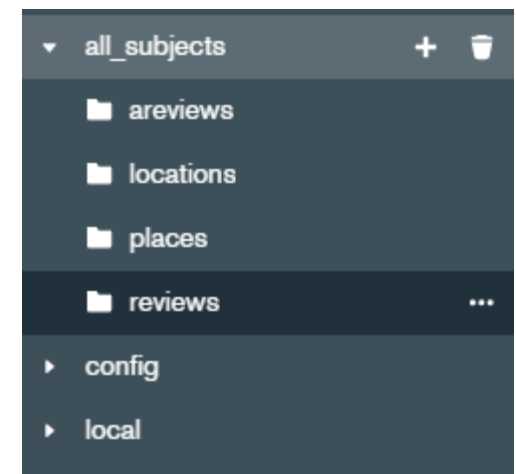 all_subjects
areviews
locations
places
reviews
config
local